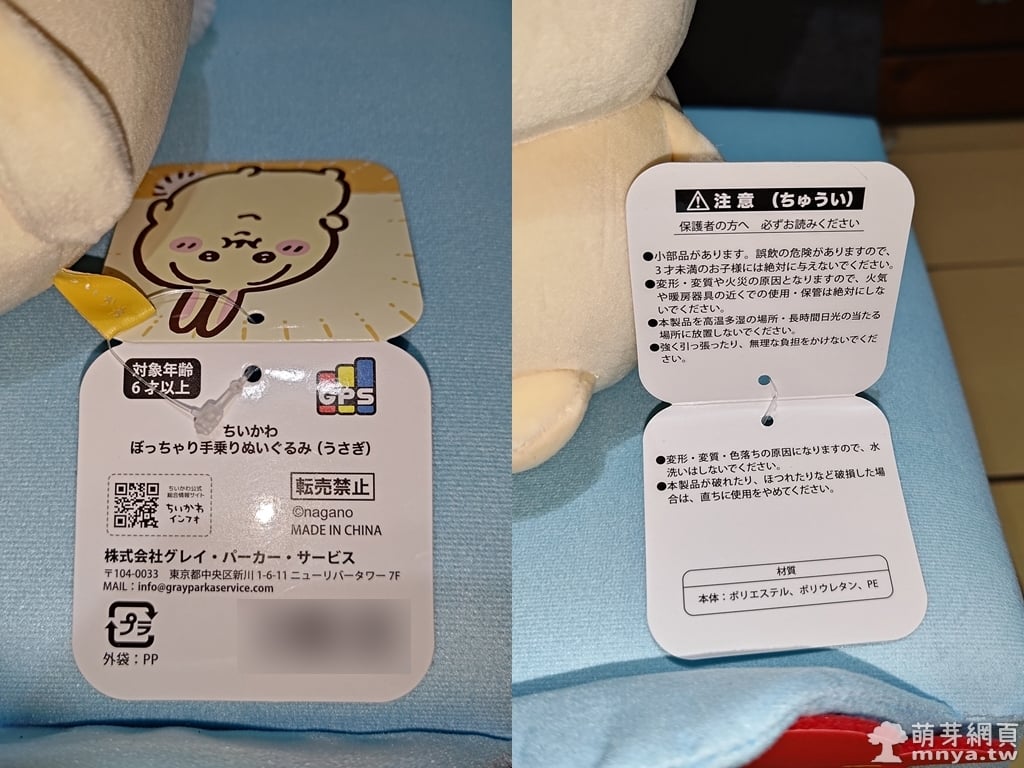 対象年齢
6才以上
GPS
ちいかわ
ぽっちゃり手乗りぬいぐるみ（うさぎ）
ちいかわ公式
総合情報サイト
ちいかわ
インフォ
転売禁止
©nagano
MADE IN CHINA
株式会社グレイ・パーカー・サービス
〒104-0033　東京都中央区新川 1-6-11 ニューリバータワー 7F
MAIL：info@grayparkaservice.com
プラ
外袋：PP
注意（ちゅうい）
保護者の方へ　必ずお読みください
●小部品があります。誤飲の危険がありますので、
3才未満のお子様には絶対に与えないでください。
●変形・変質や火災の原因となりますので、火気
や暖房器具の近くでの使用・保管は絶対にしな
いでください。
●本製品を高温多湿の場所・長時間日光の当たる
場所に放置しないでください。
●強く引っ張ったり、無理な負担をかけないでくだ
さい。
●変形・変質・色落ちの原因になりますので、水
洗いはしないでください。
●本製品が破れたり、ほつれたりなど破損した場
合は、直ちに使用をやめてください。
材質
本体：ポリエステル、ポリウレタン、PE
萌芽網頁
mnya.tw